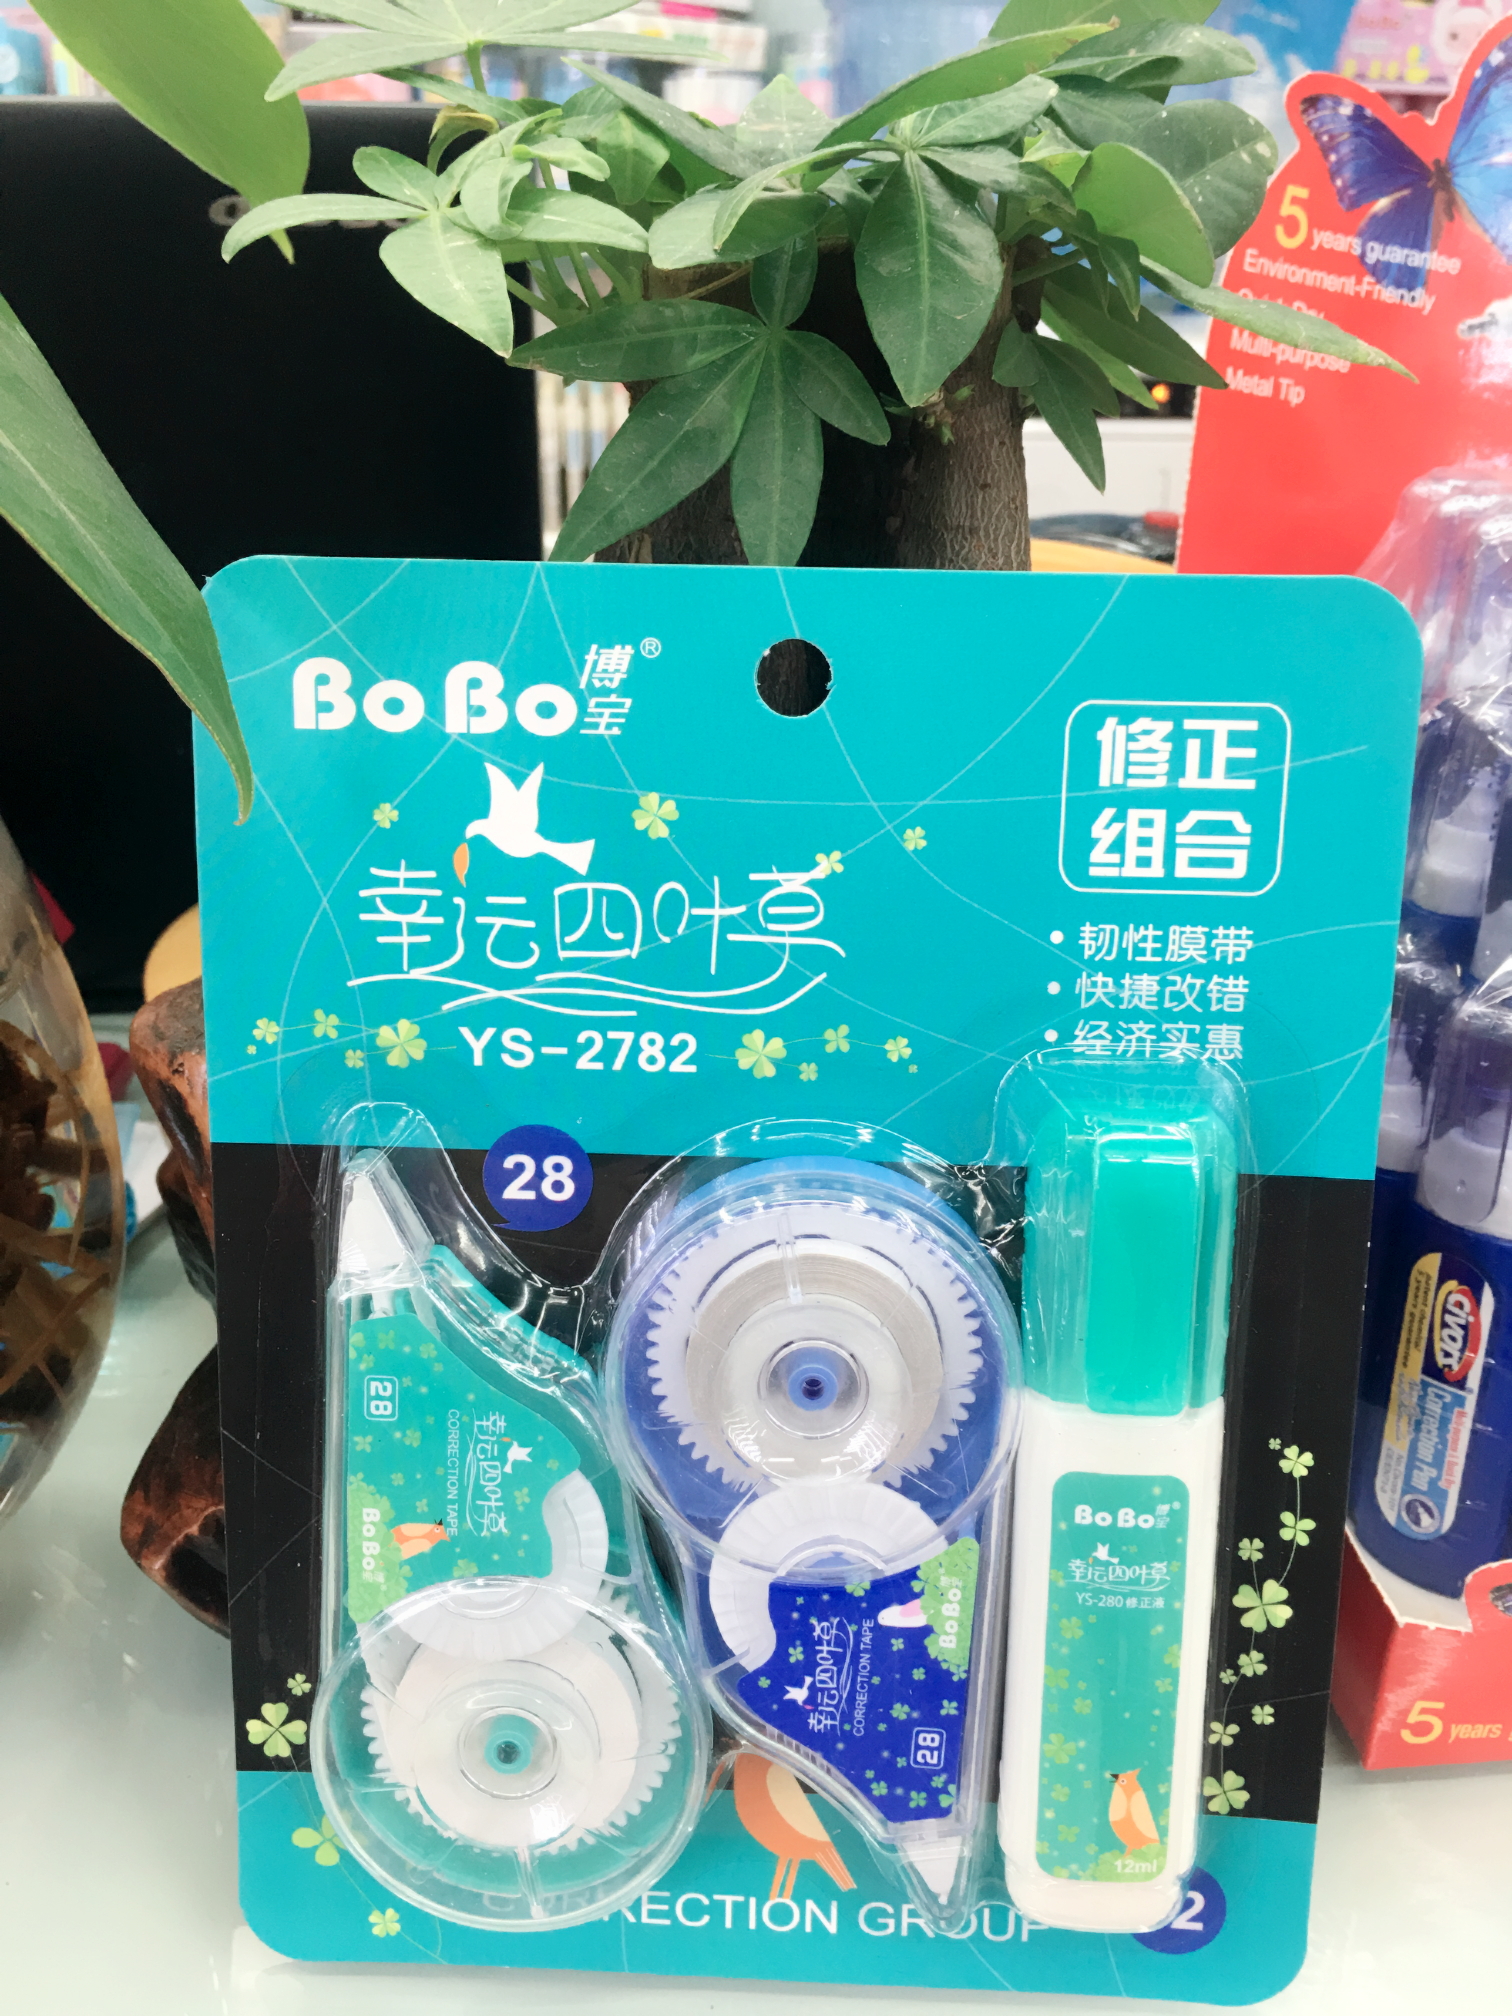 5 years guarantee
Environment-Friendly
Multi-purpose
Metal Tip
BoBo 博宝®
修正
组合
幸运四叶草
YS-2782
• 韧性膜带
• 快捷改错
• 经济实惠
28
28
幸运四叶草
CORRECTION TAPE
BoBo
幸运四叶草
CORRECTION TAPE
28
BoBo
BoBo 博宝
幸运四叶草
YS-280 修正液
12ml
CORRECTION GROUP
Correction Pen
5 years